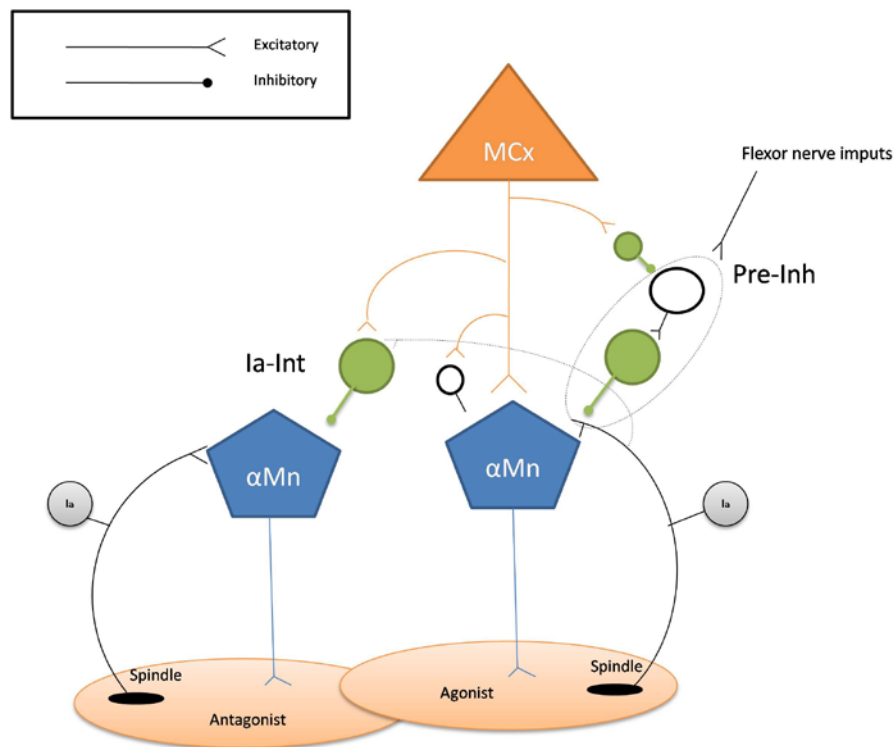 Excitatory
Inhibitory
MCx
Flexor nerve imputs
Pre-Inh
Ia-Int
αMn
αMn
Ia
Ia
Spindle
Spindle
Agonist
Antagonist